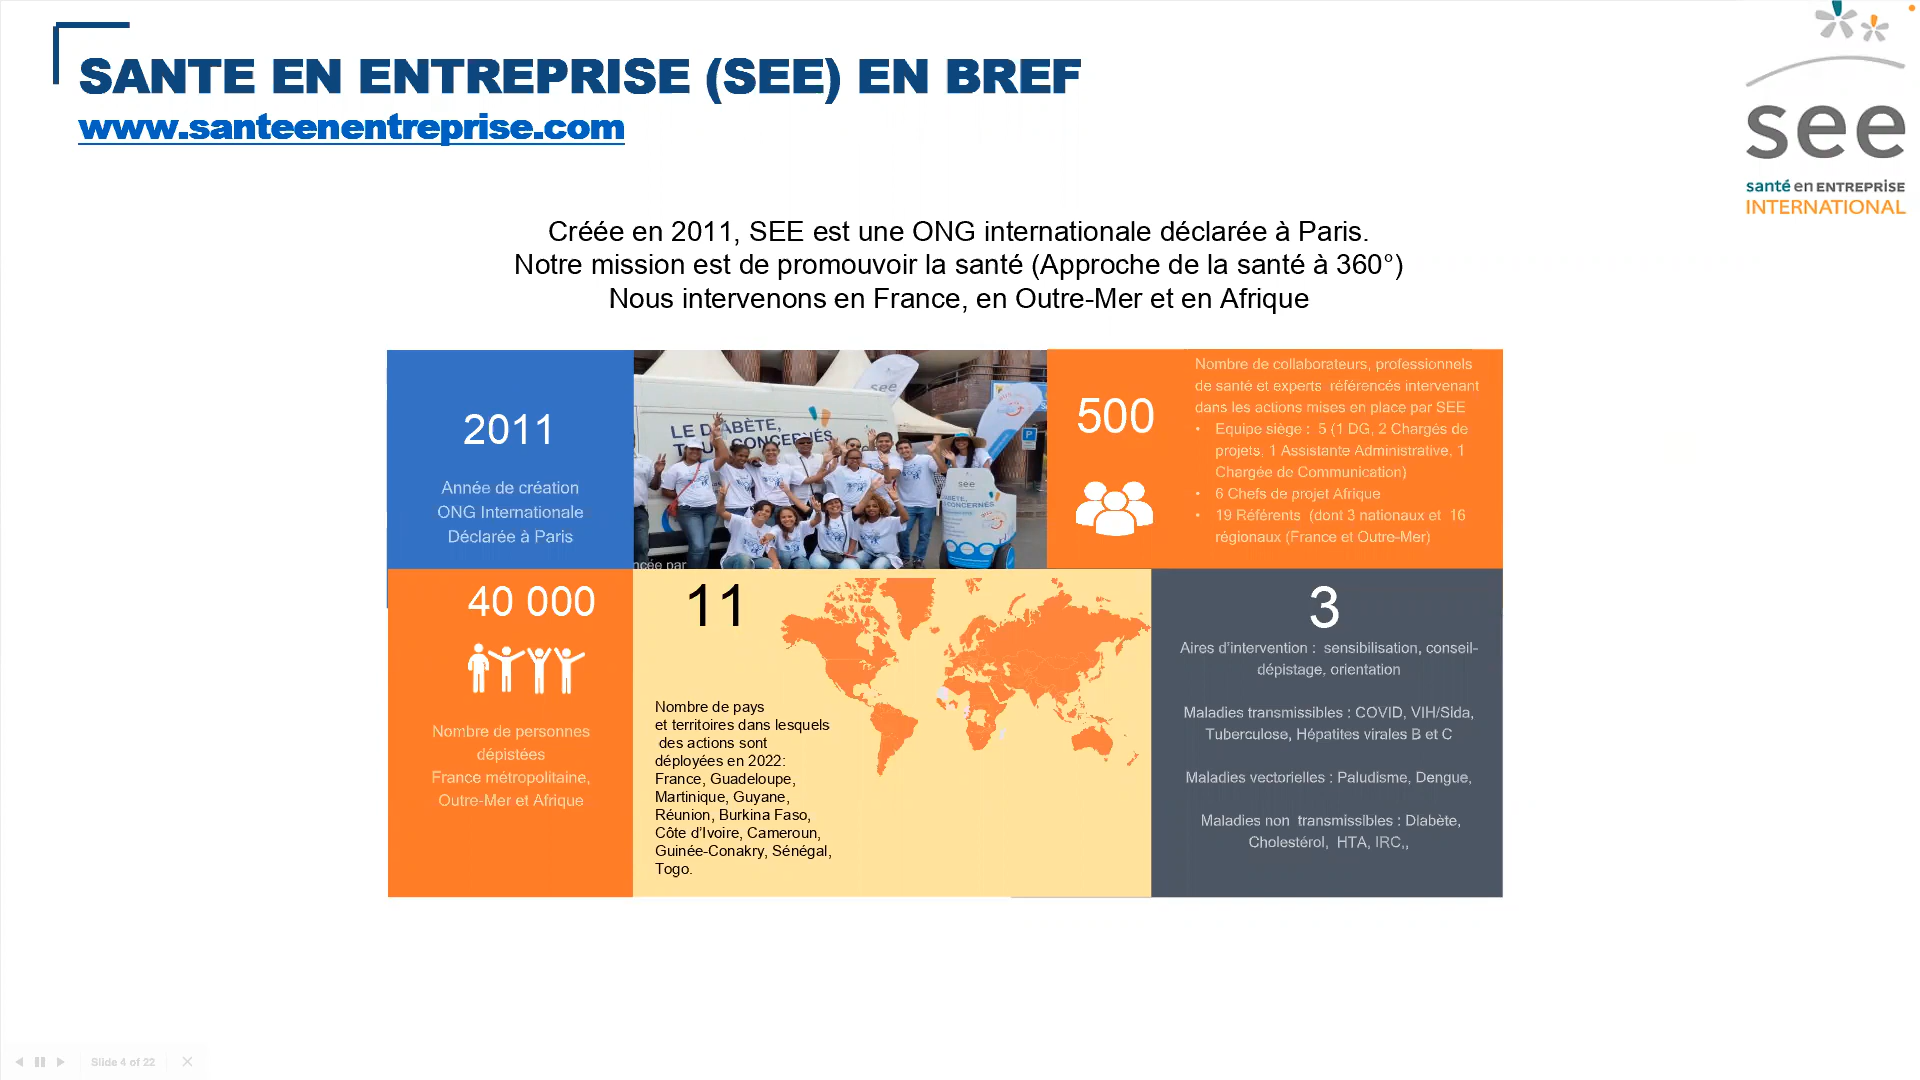 SANTE EN ENTREPRISE (SEE) EN BREF
www.santeenentreprise.com
see
santé en ENTREPRISE
INTERNATIONAL
Créée en 2011, SEE est une ONG internationale déclarée à Paris.
Notre mission est de promouvoir la santé (Approche de la santé à 360°)
Nous intervenons en France, en Outre-Mer et en Afrique
2011
Année de création
ONG Internationale
Déclarée à Paris
see
LE DIABÈTE,
CONCERNÉS
P
see
CONCERNES
ncée par
500
Nombre de collaborateurs, professionnels
de santé et experts référencés intervenant
dans les actions mises en place par SEE
• Equipe siège : 5 (1 DG, 2 Chargés de
projets, 1 Assistante Administrative, 1
Chargée de Communication)
• 6 Chefs de projet Afrique
• 19 Référents (dont 3 nationaux et 16
régionaux (France et Outre-Mer)
40 000
Nombre de personnes
dépistées
France métropolitaine,
Outre-Mer et Afrique
11
Nombre de pays
et territoires dans lesquels
des actions sont
déployées en 2022:
France, Guadeloupe,
Martinique, Guyane,
Réunion, Burkina Faso,
Côte d'Ivoire, Cameroun,
Guinée-Conakry, Sénégal,
Togo.
3
Aires d'intervention : sensibilisation, conseil-
dépistage, orientation
Maladies transmissibles : COVID, VIH/Sida,
Tuberculose, Hépatites virales B et C
Maladies vectorielles : Paludisme, Dengue,
Maladies non transmissibles : Diabète,
Cholestérol, HTA, IRC,,
Slide 4 of 22